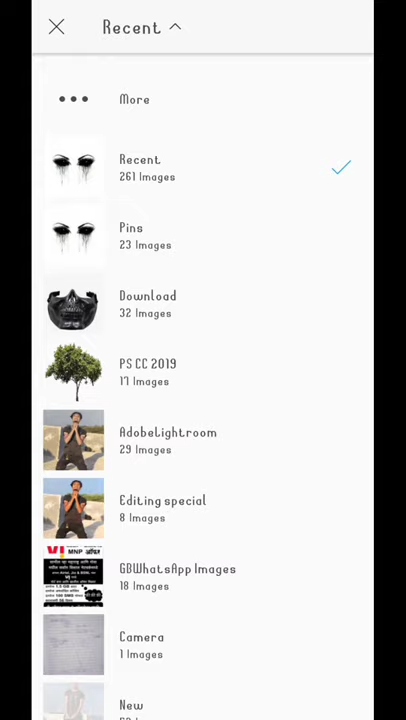 Recent
More
Recent
261 Images
Pins
23 Images
Download
32 Images
PS CC 2019
17 Images
AdobeLightroom
29 Images
Editing special
8 Images
MNP
GBWhatsApp Images
18 Images
Camera
1 Images
New